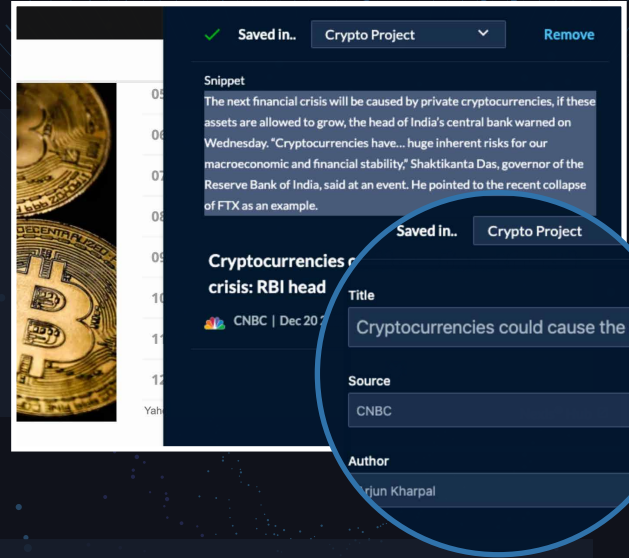 Saved in.. Crypto Project Remove
Snippet
The next financial crisis will be caused by private cryptocurrencies, if these
assets are allowed to grow, the head of India's central bank warned on
Wednesday. "Cryptocurrencies have... huge inherent risks for our
macroeconomic and financial stability," Shaktikanta Das, governor of the
Reserve Bank of India, said at an event. He pointed to the recent collapse
of FTX as an example.
Cryptocurrencies
crisis: RBI head
CNBC | Dec 20
05
06
07
08
09
10
11
12
Yah
DECENTRALIZED
Saved in.. Crypto Project
Title
Cryptocurrencies could cause the
Source
CNBC
Author
Arjun Kharpal